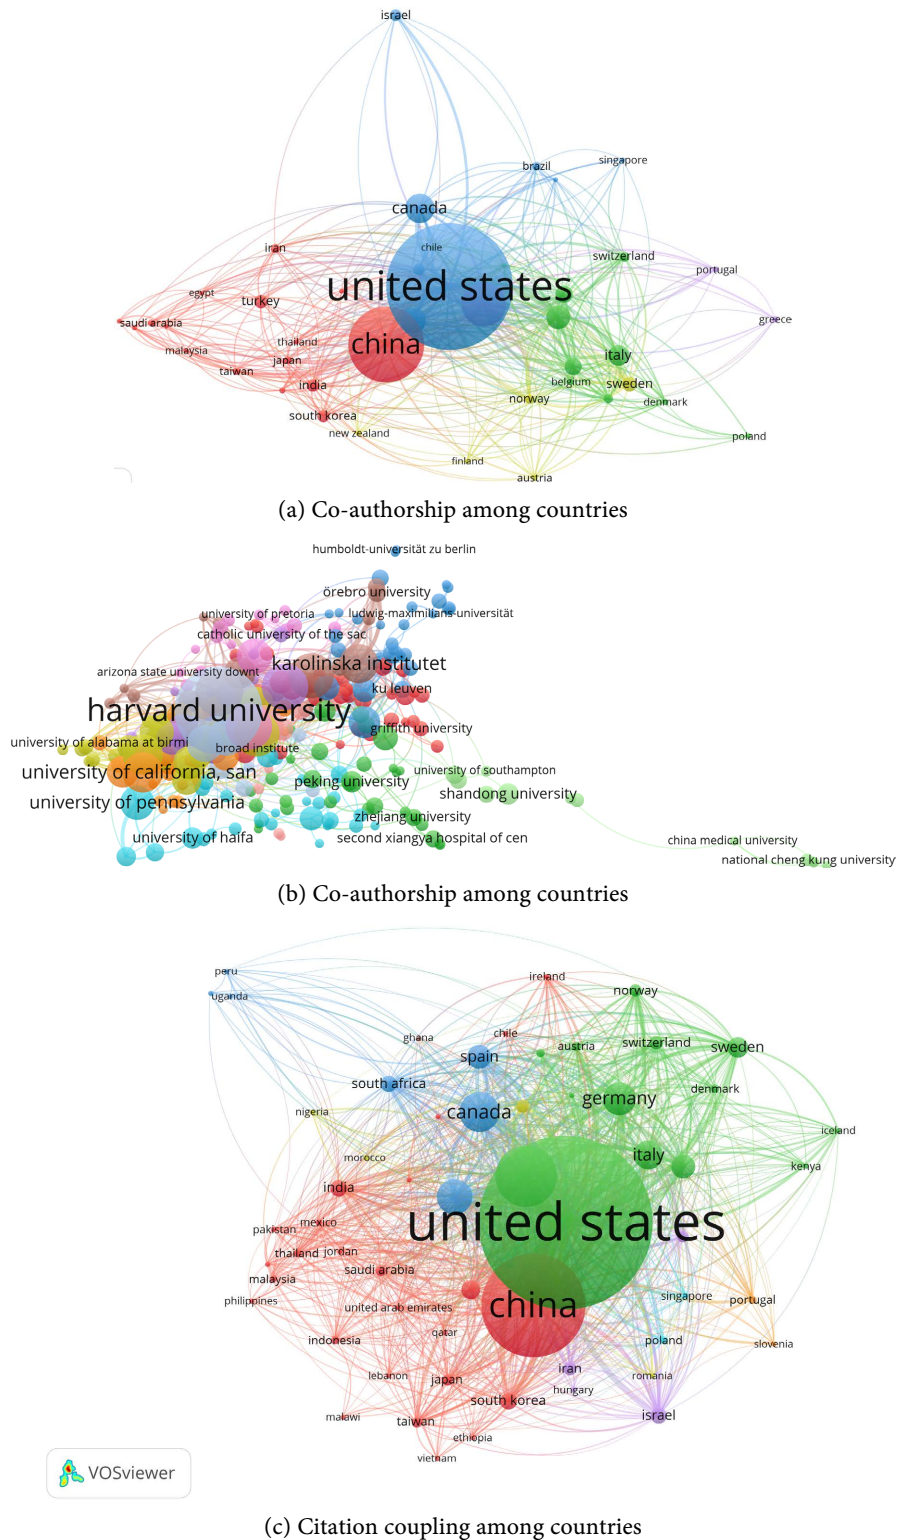 israel
brazil
singapore
canada
chile
iran
switzerland
portugal
united states
egypt
turkey
saudi arabia
greece
thailand
china
malaysia
japan
italy
taiwan
belgium
india
sweden
norway
denmark
south korea
new zealand
poland
finland
austria
(a) Co-authorship among countries
humboldt-universität zu berlin
örebro university
university of pretoria
ludwig-maximilians-universität
catholic university of the sac
karolinska institutet
arizona state university downt
ku leuven
harvard university
griffith university
university of alabama at birmi
broad institute
university of california, san
university of southampton
peking university
shandong university
university of pennsylvania
zhejiang university
university of haifa
second xiangya hospital of cen
china medical university
national cheng kung university
(b) Co-authorship among countries
peru
ireland
uganda
norway
ghana
chile
spain
austria
switzerland
sweden
south africa
denmark
germany
nigeria
canada
iceland
morocco
italy
kenya
india
united states
pakistan
mexico
thailand
jordan
saudi arabia
malaysia
philippines
united arab emirates
china
singapore
portugal
qatar
indonesia
poland
slovenia
lebanon
japan
iran
romania
hungary
south korea
malawi
taiwan
israel
ethiopia
vietnam
VOSviewer
(c) Citation coupling among countries